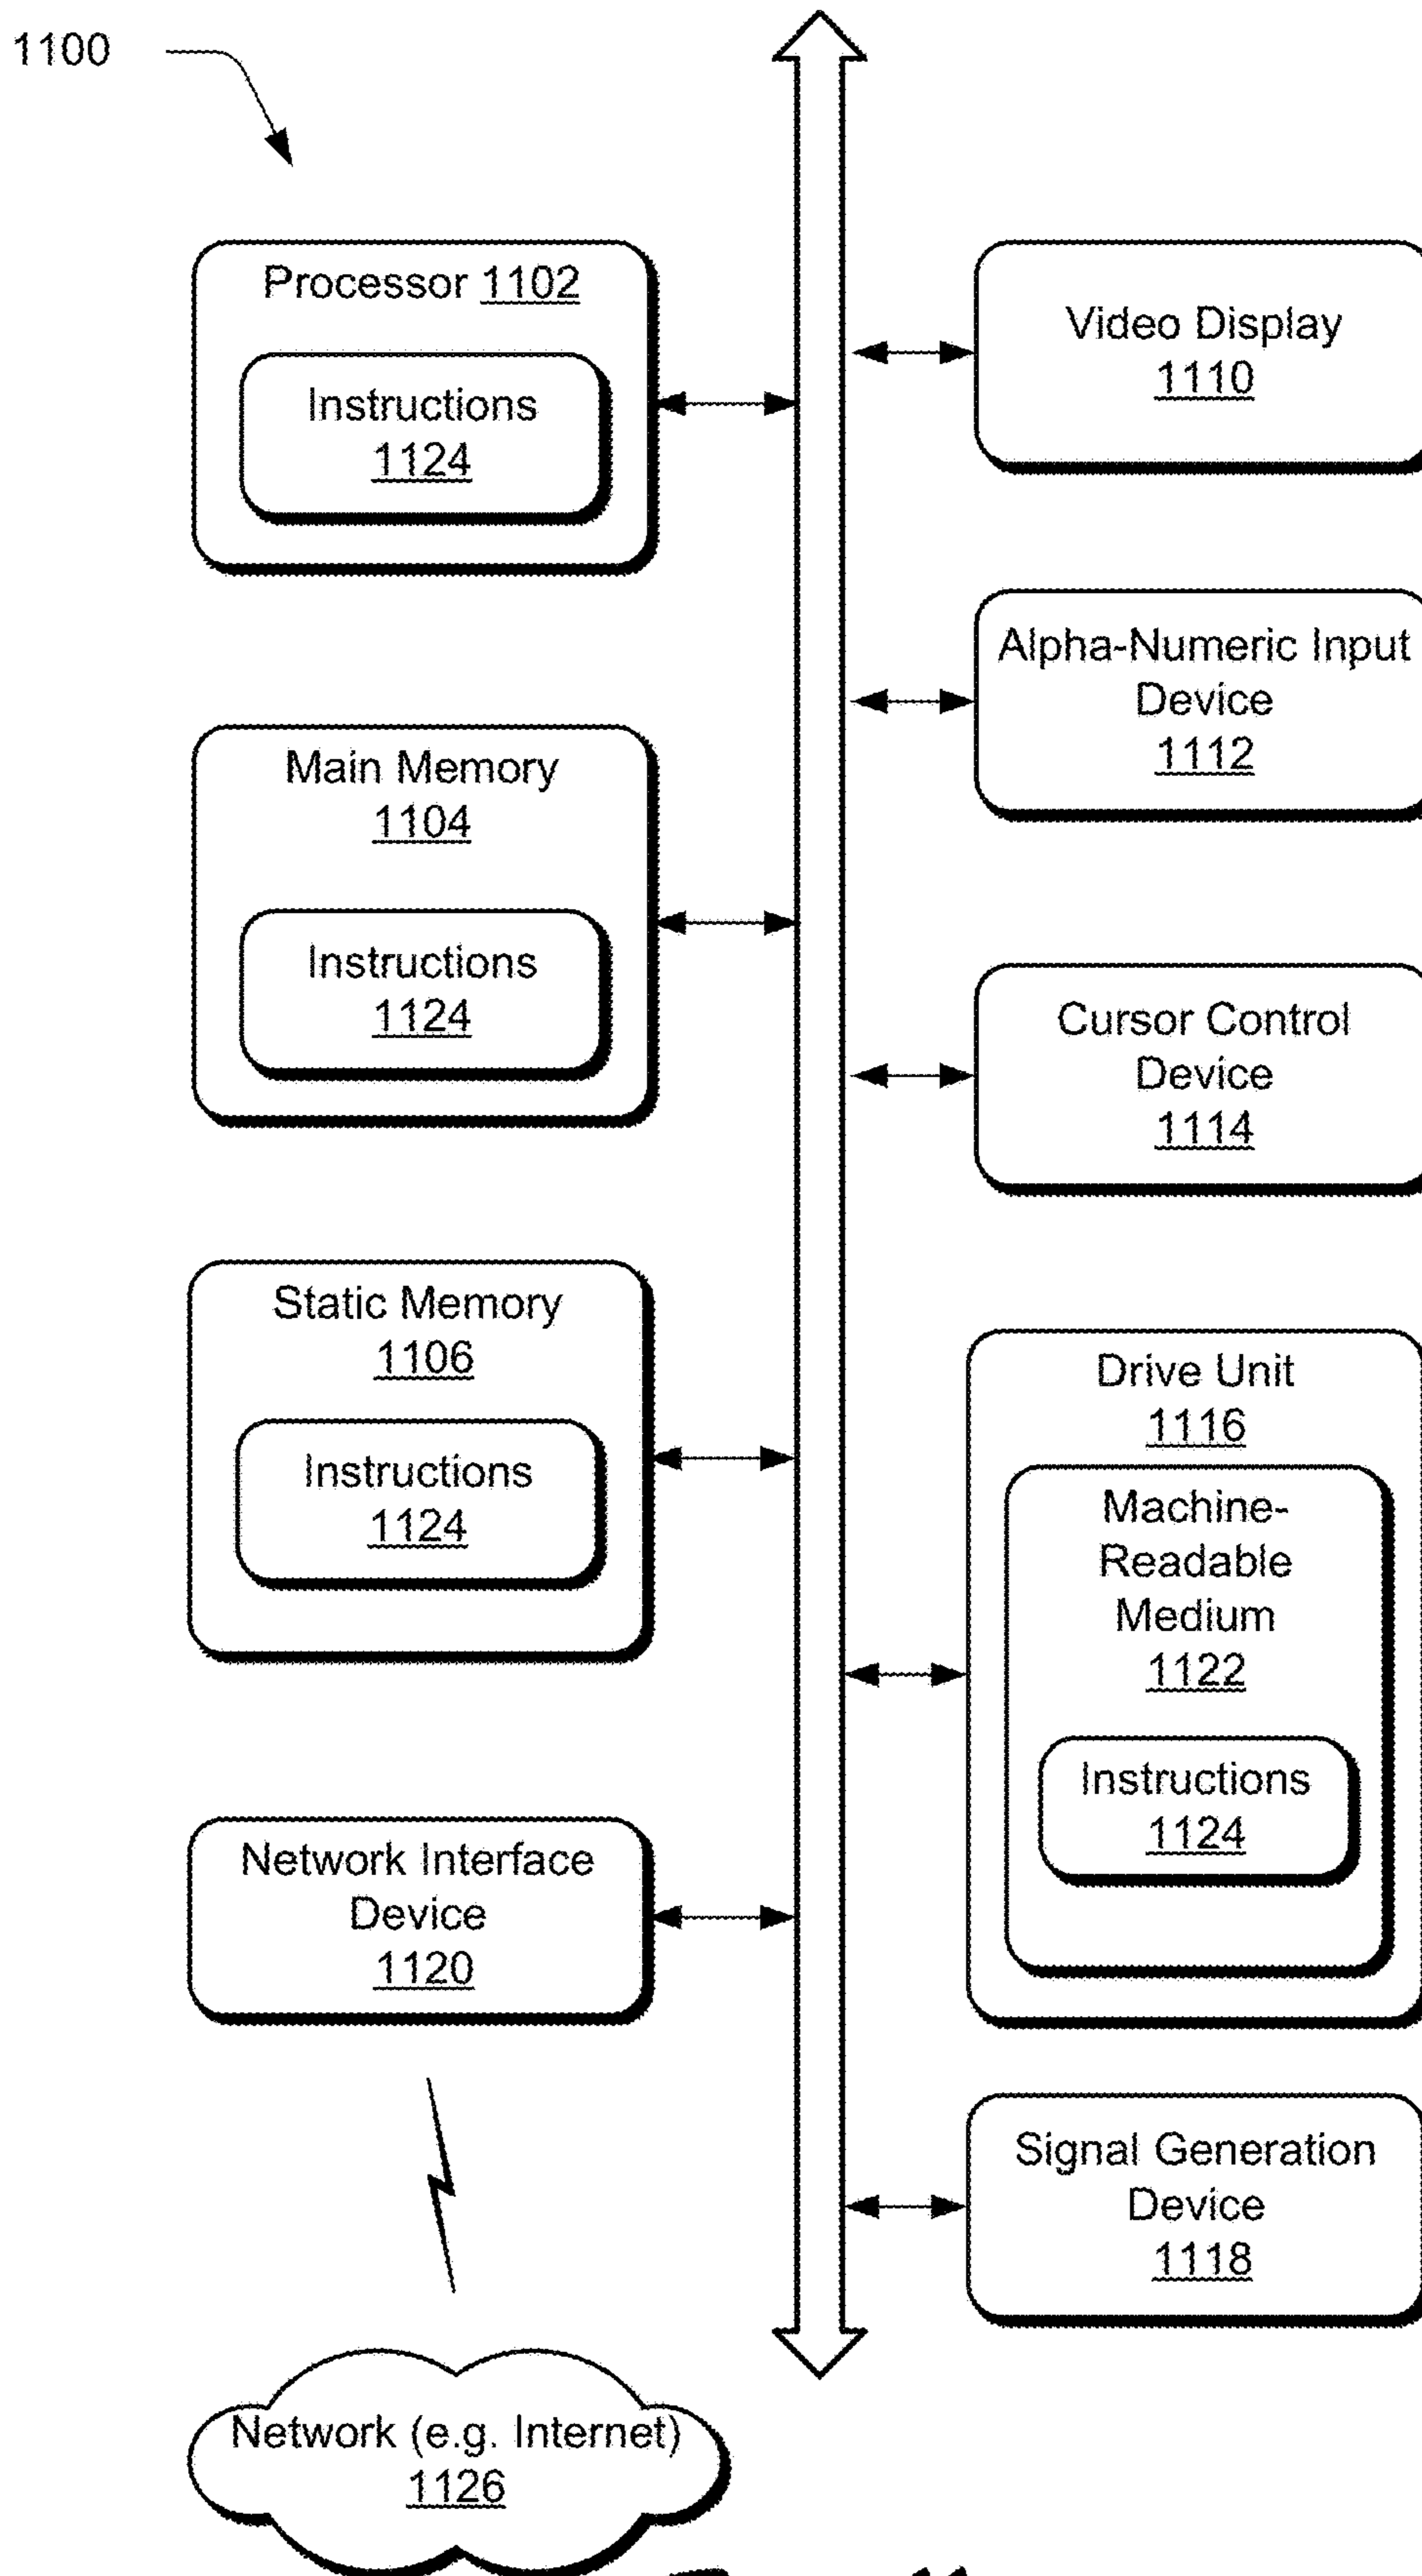 1100
Processor 1102
Instructions
1124
Main Memory
1104
Instructions
1124
Static Memory
1106
Instructions
1124
Network Interface
Device
1120
Network (e.g. Internet)
1126
Video Display
1110
Alpha-Numeric Input
Device
1112
Cursor Control
Device
1114
Drive Unit
1116
Machine-
Readable
Medium
1122
Instructions
1124
Signal Generation
Device
1118